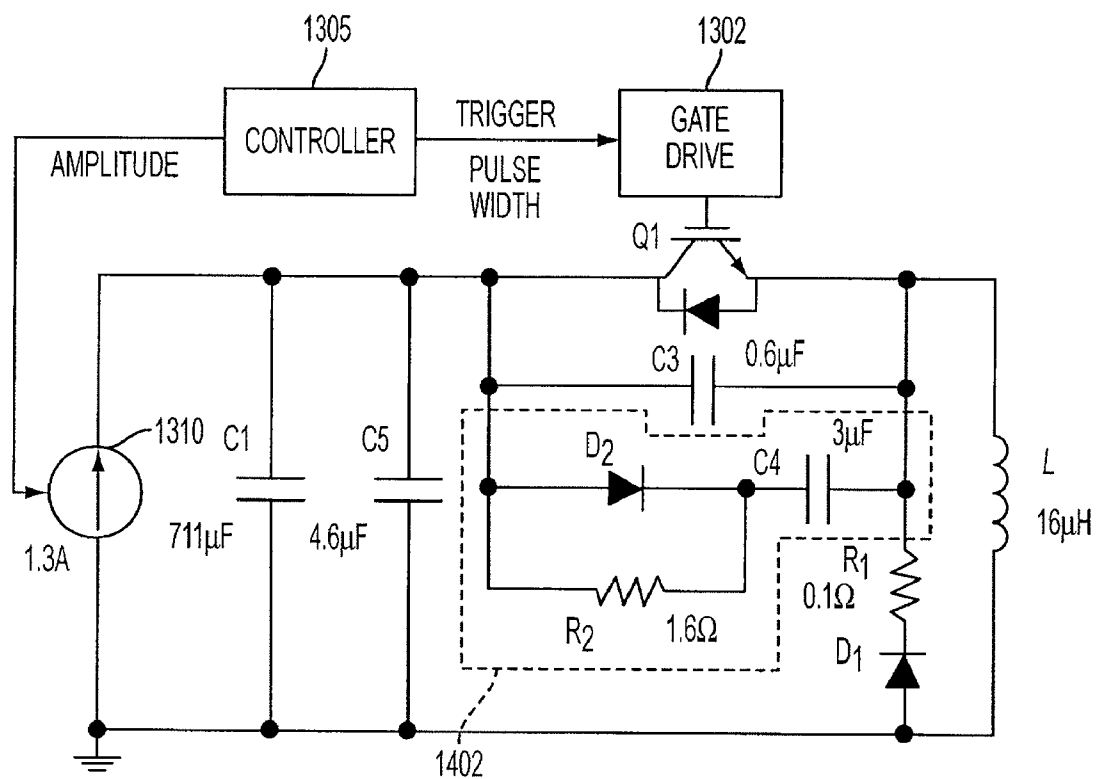 1305
1302
CONTROLLER
TRIGGER
PULSE
WIDTH
GATE
DRIVE
AMPLITUDE
Q1
C3
0.6µF
1310
C1
C5
D2
C4
3µF
L
711µF
4.6µF
16µH
1.3A
R1
0.1Ω
R2
1.6Ω
D1
1402